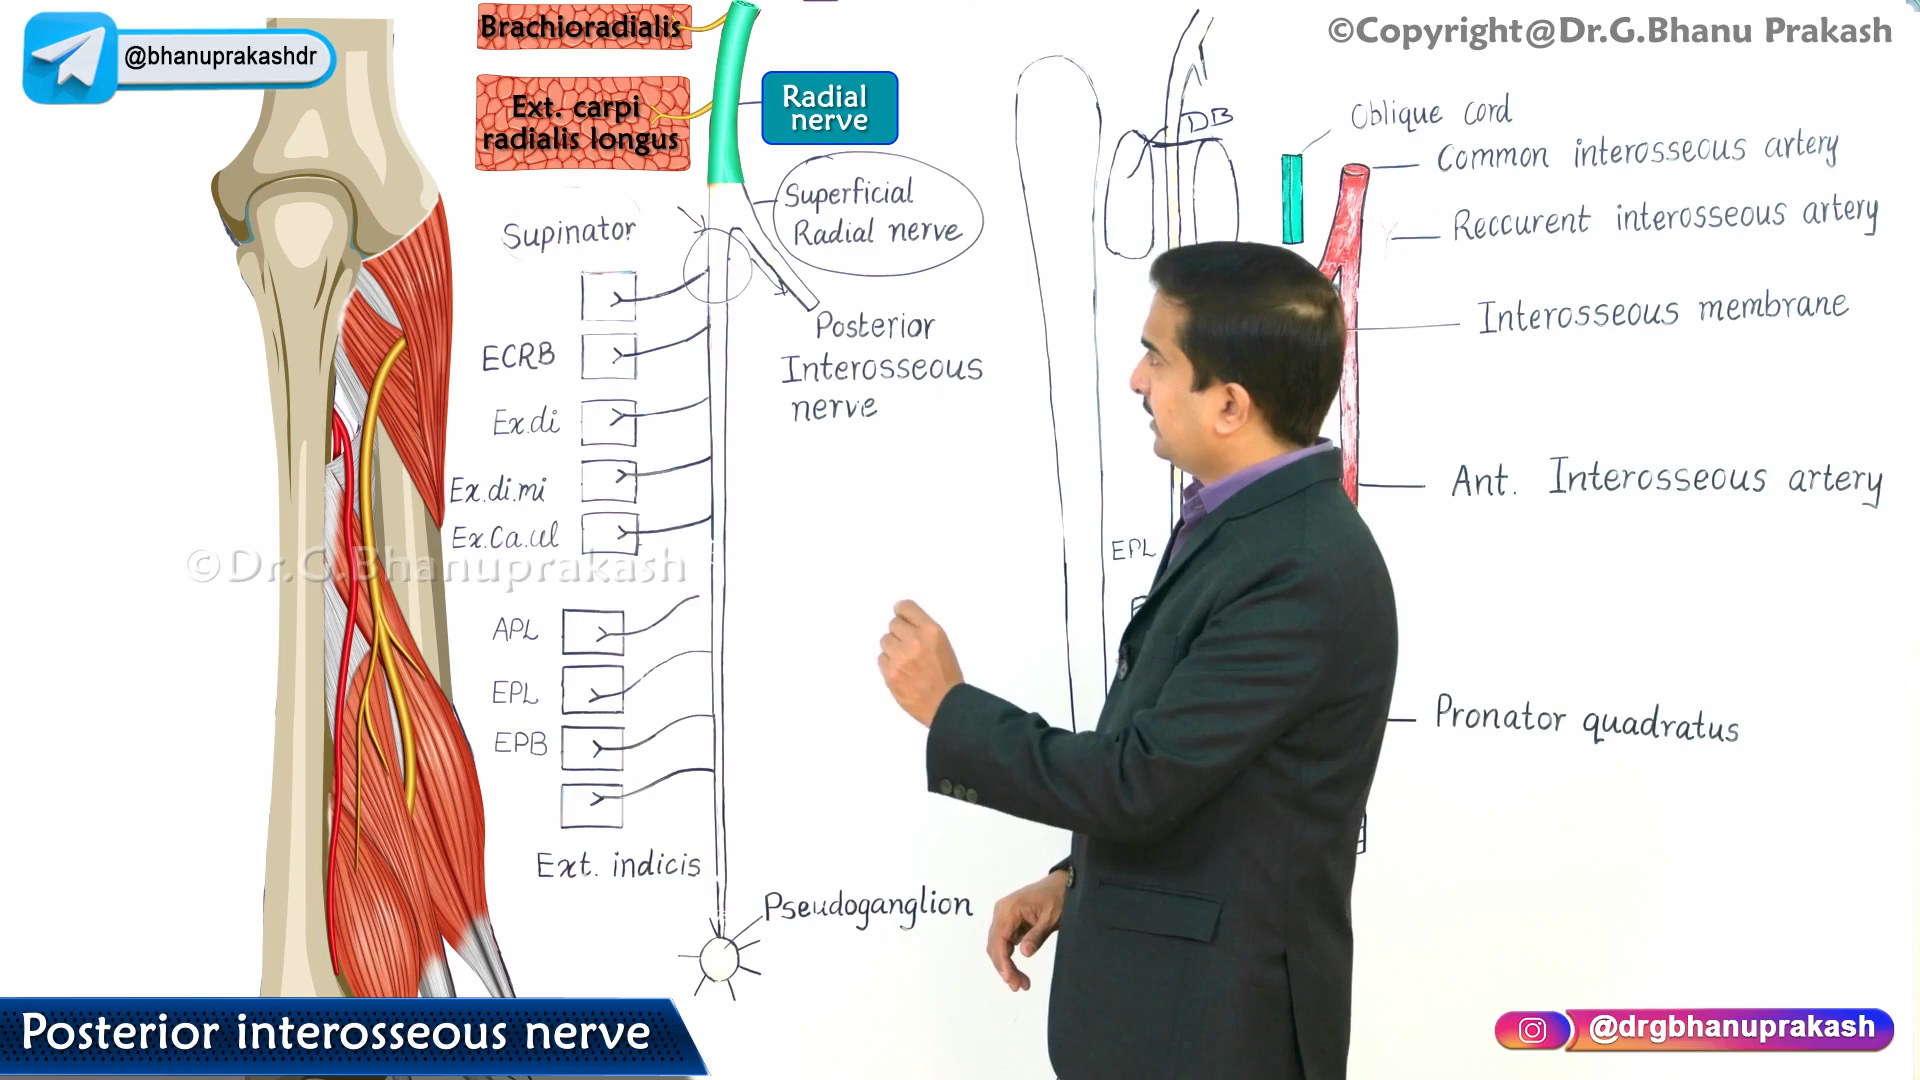 @bhanuprakashdr
©Copyright@Dr.G.Bhanu Prakash
Brachioradialis
Ext. carpi
radialis longus
Radial
nerve
Superficial
Radial nerve
Supinator
Posterior
Interosseous
nerve
ECRB
Ex.di
Ex.di.mi
Ex.Ca.ul
©Dr.G.Bhanuprakash
APL
EPL
EPB
Ext. indicis
Pseudoganglion
DB
EPL
Oblique cord
Common interosseous artery
Reccurent interosseous artery
Interosseous membrane
Ant. Interosseous artery
Pronator quadratus
Posterior interosseous nerve
@drgbhanuprakash